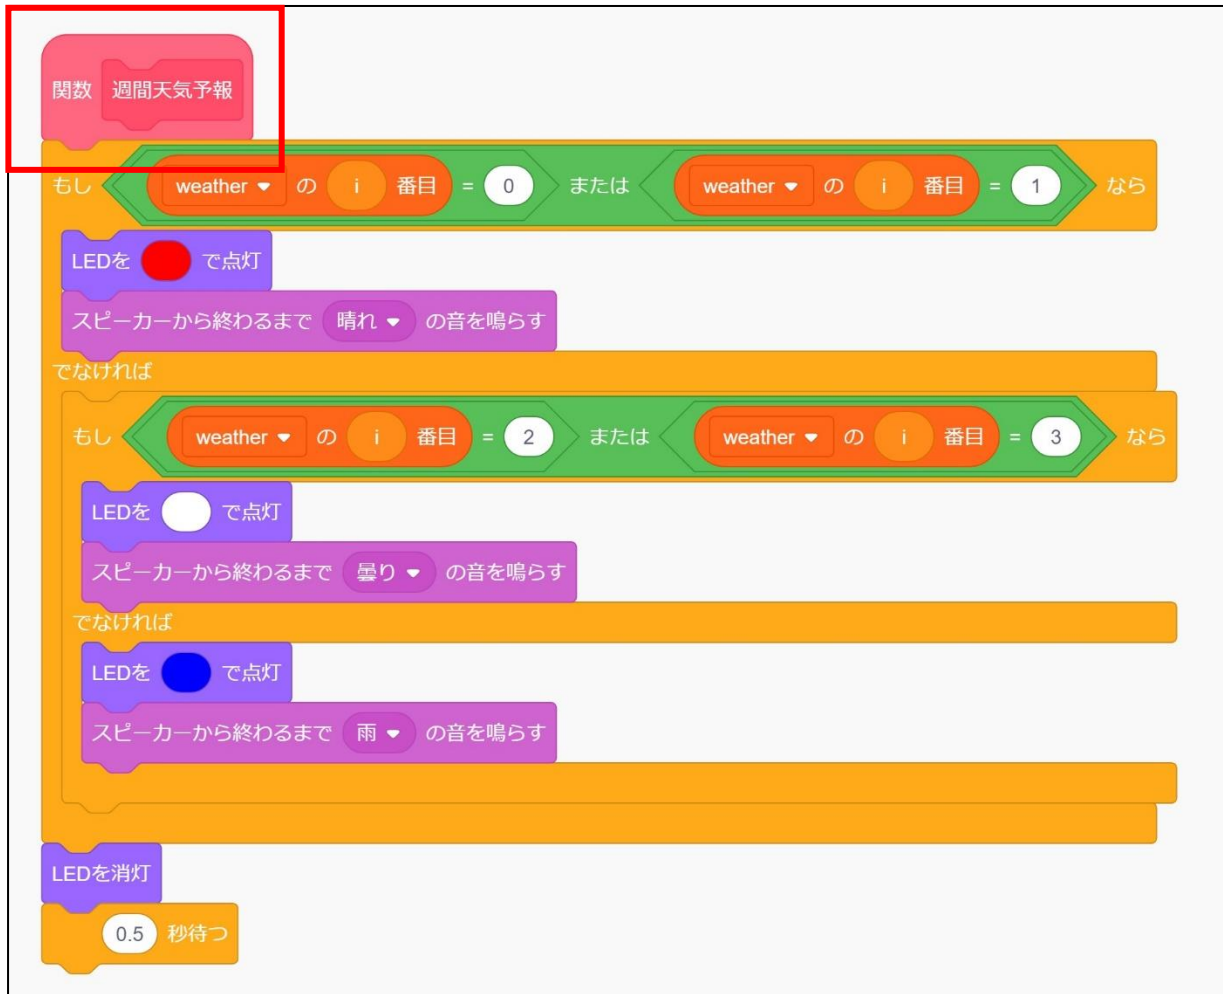 関数 週間天気予報
もし weather の i 番目 = 0 または weather の i 番目 = 1 なら
LEDを で点灯
スピーカーから終わるまで 晴れ の音を鳴らす
でなければ
もし weather の i 番目 = 2 または weather の i 番目 = 3 なら
LEDを で点灯
スピーカーから終わるまで 曇り の音を鳴らす
でなければ
LEDを で点灯
スピーカーから終わるまで 雨 の音を鳴らす
LEDを消灯
0.5 秒待つ